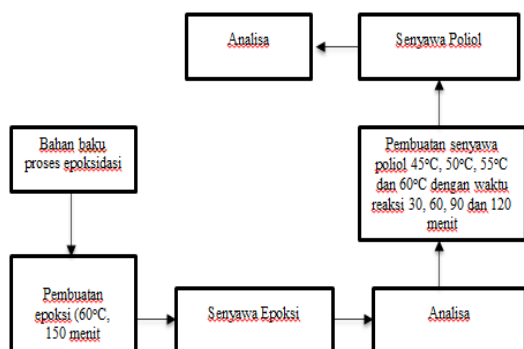 Analisa
Senyawa Poliol
Bahan baku
proses epoksidasi
Pembuatan senyawa
poliol 45°C, 50°C, 55°C
dan 60°C dengan waktu
reaksi 30, 60, 90 dan 120
menit
Pembuatan
epoksi (60°C,
150 menit
Senyawa Epoksi
Analisa